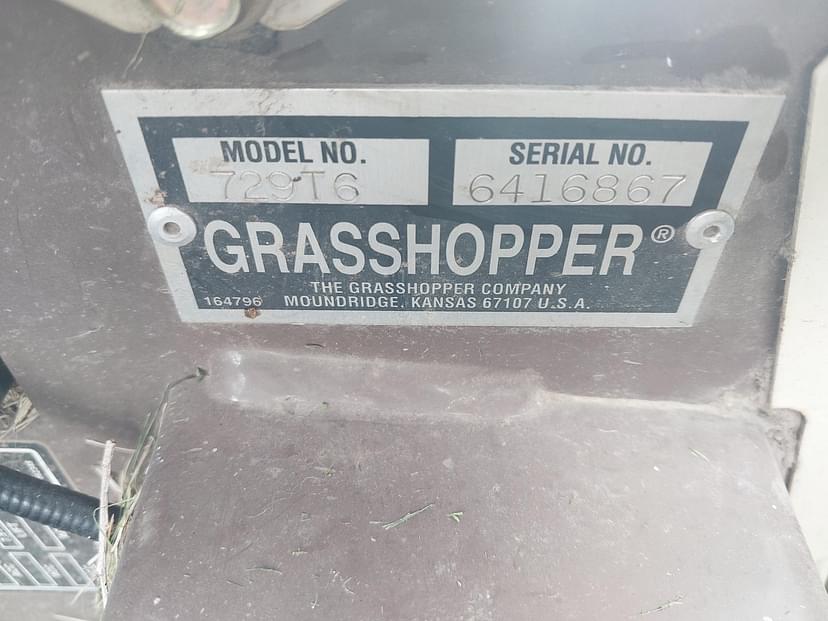 MODEL NO. SERIAL NO.
729T6 6416867
GRASSHOPPER®
THE GRASSHOPPER COMPANY
164796 MOUNDRIDGE, KANSAS 67107 U.S.A.